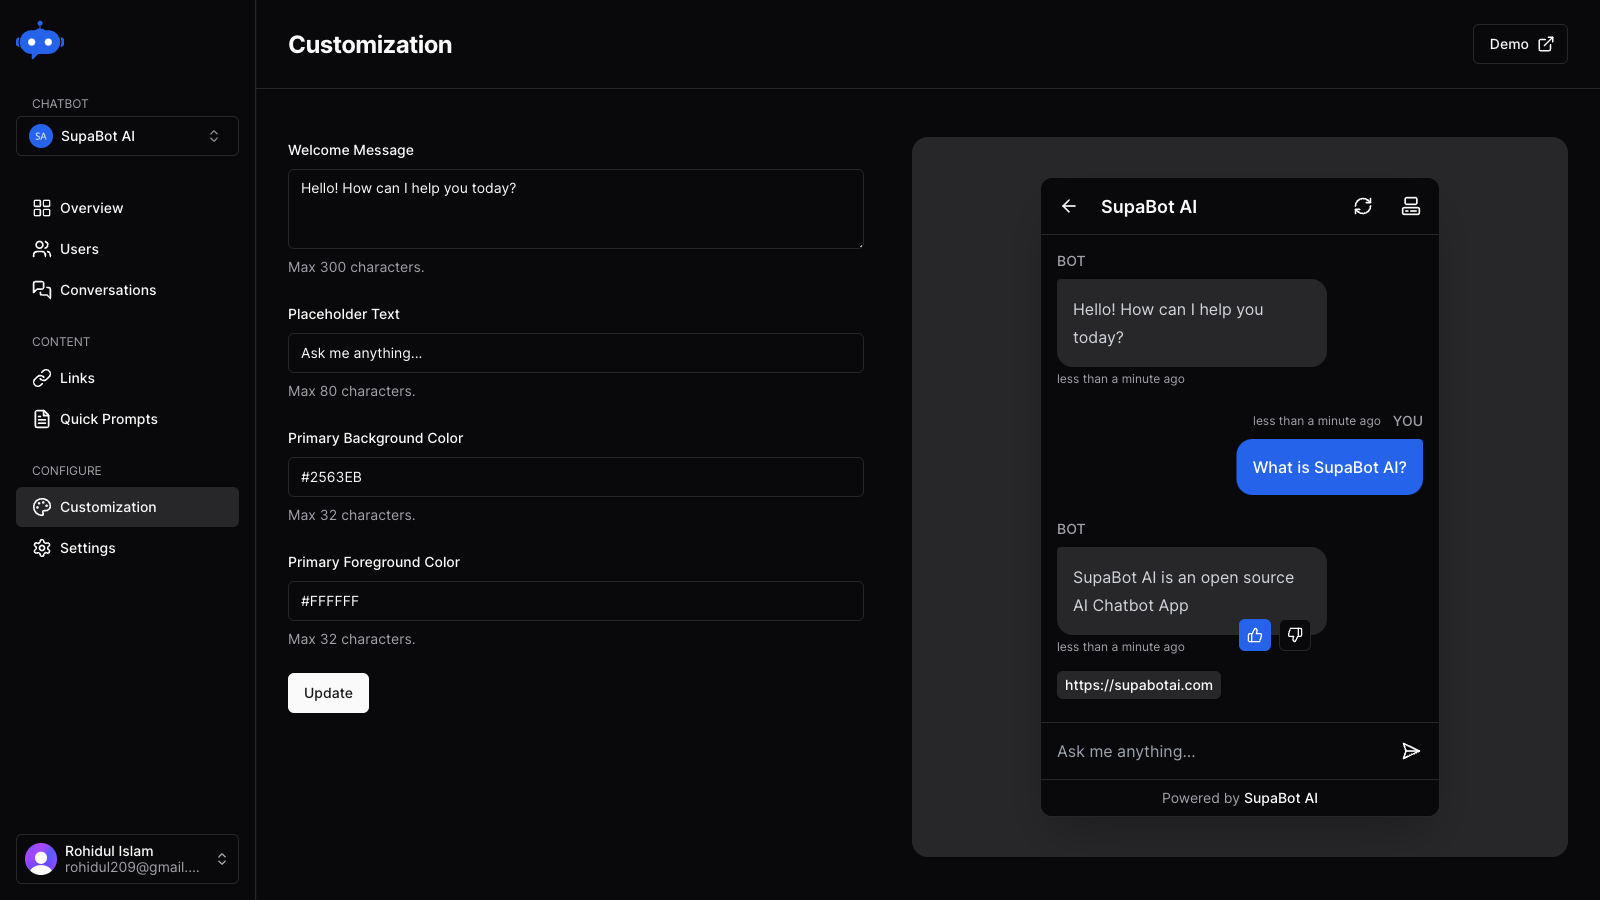 CHATBOT
SA
SupaBot AI
Overview
Users
Conversations
CONTENT
Links
Quick Prompts
CONFIGURE
Customization
Settings
Rohidul Islam
rohidul209@gmail....
Customization
Demo
Welcome Message
Hello! How can I help you today?
Max 300 characters.
Placeholder Text
Ask me anything...
Max 80 characters.
Primary Background Color
#2563EB
Max 32 characters.
Primary Foreground Color
#FFFFFF
Max 32 characters.
Update
SupaBot AI
BOT
Hello! How can I help you
today?
less than a minute ago
less than a minute ago YOU
What is SupaBot AI?
BOT
SupaBot AI is an open source
AI Chatbot App
less than a minute ago
https://supabotai.com
Ask me anything...
Powered by SupaBot AI